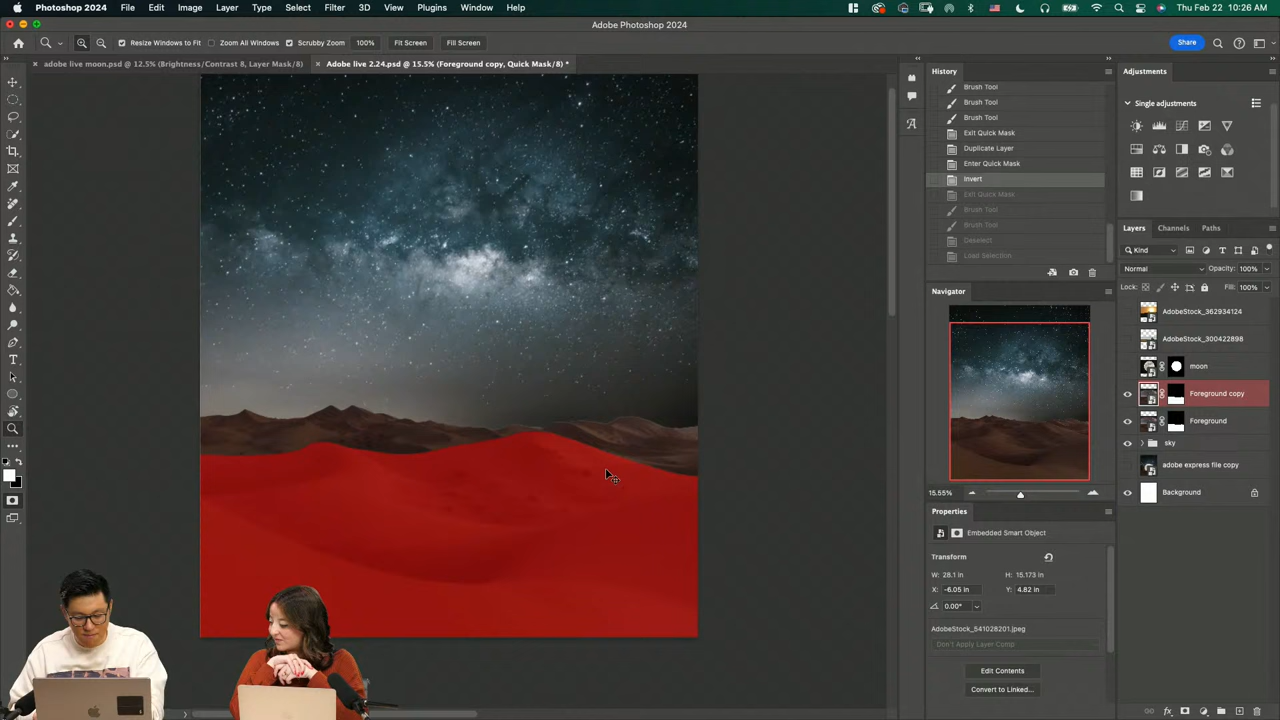 Photoshop 2024 File Edit Image Layer Type Select Filter 3D View Plugins Window Help Thu Feb 22 10:26 AM
Adobe Photoshop 2024
Resize Windows to Fit Zoom All Windows Scrubby Zoom 100% Fit Screen Fill Screen Share
adobe live moon.psd @ 12.5% (Brightness/Contrast 8, Layer Mask/8)
Adobe live 2.24.psd @ 15.5% (Foreground copy, Quick Mask/8) *
History
Brush Tool
Brush Tool
Brush Tool
Exit Quick Mask
Duplicate Layer
Enter Quick Mask
Invert
Exit Quick Mask
Brush Tool
Brush Tool
Deselect
Load Selection
Navigator
15.55%
Properties
Embedded Smart Object
Transform
W: 28.1 in H: 15.173 in
X: -6.05 in Y: 4.82 in
0.00°
AdobeStock_541028201.jpeg
Don't Apply Layer Comp
Edit Contents
Convert to Linked...
Adjustments
Single adjustments
Layers Channels Paths
Kind
Normal Opacity: 100%
Lock: Fill: 100%
AdobeStock_362934124
AdobeStock_300422898
moon
Foreground copy
Foreground
sky
adobe express file copy
Background